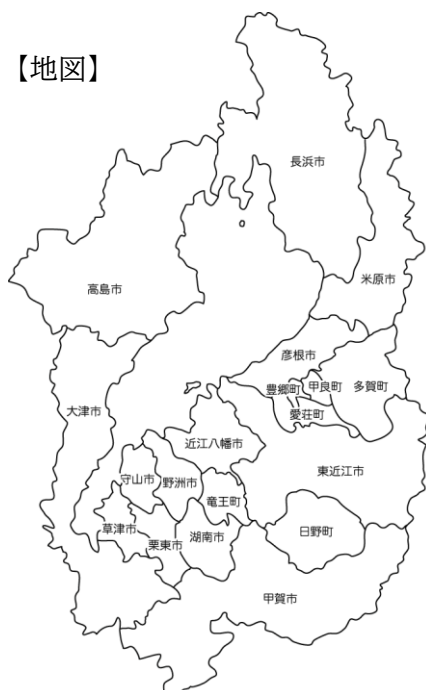 【地図】
長浜市
米原市
高島市
彦根市
豊郷町
甲良町
多賀町
愛荘町
大津市
近江八幡市
東近江市
守山市
野洲市
竜王町
草津市
栗東市
湖南市
日野町
甲賀市